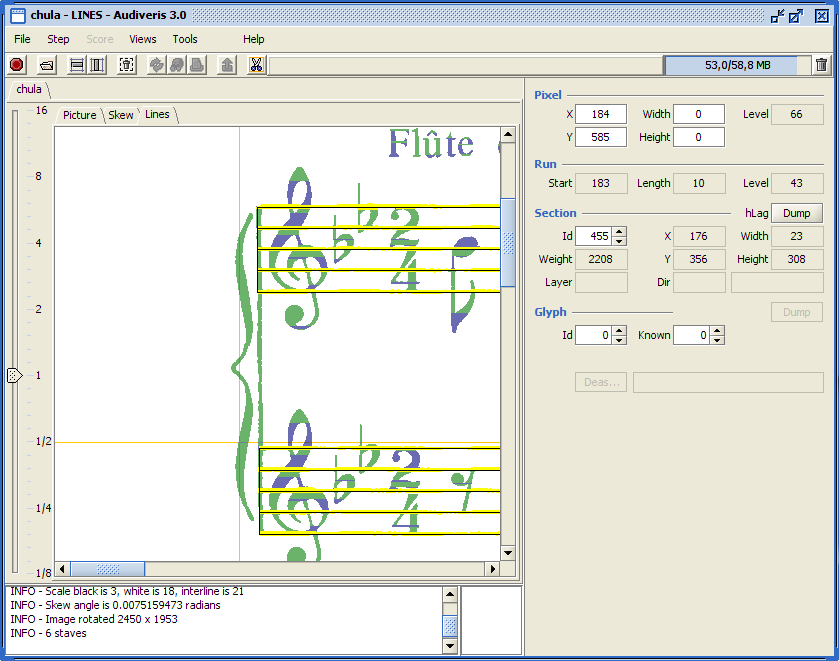 chula - LINES - Audiveris 3.0
File Step Score Views Tools Help
53,0/58,8 MB
chula
16
8
4
2
1
1/2
1/4
1/8
Picture Skew Lines
Flûte
2
4
2
4
Pixel
X 184 Width 0 Level 66
Y 585 Height 0
Run
Start 183 Length 10 Level 43
Section hLag Dump
Id 455 X 176 Width 23
Weight 2208 Y 356 Height 308
Layer Dir
Glyph Dump
Id 0 Known 0
Deas...
INFO - Scale black is 3, white is 18, interline is 21
INFO - Skew angle is 0.0075159473 radians
INFO - Image rotated 2450 x 1953
INFO - 6 staves